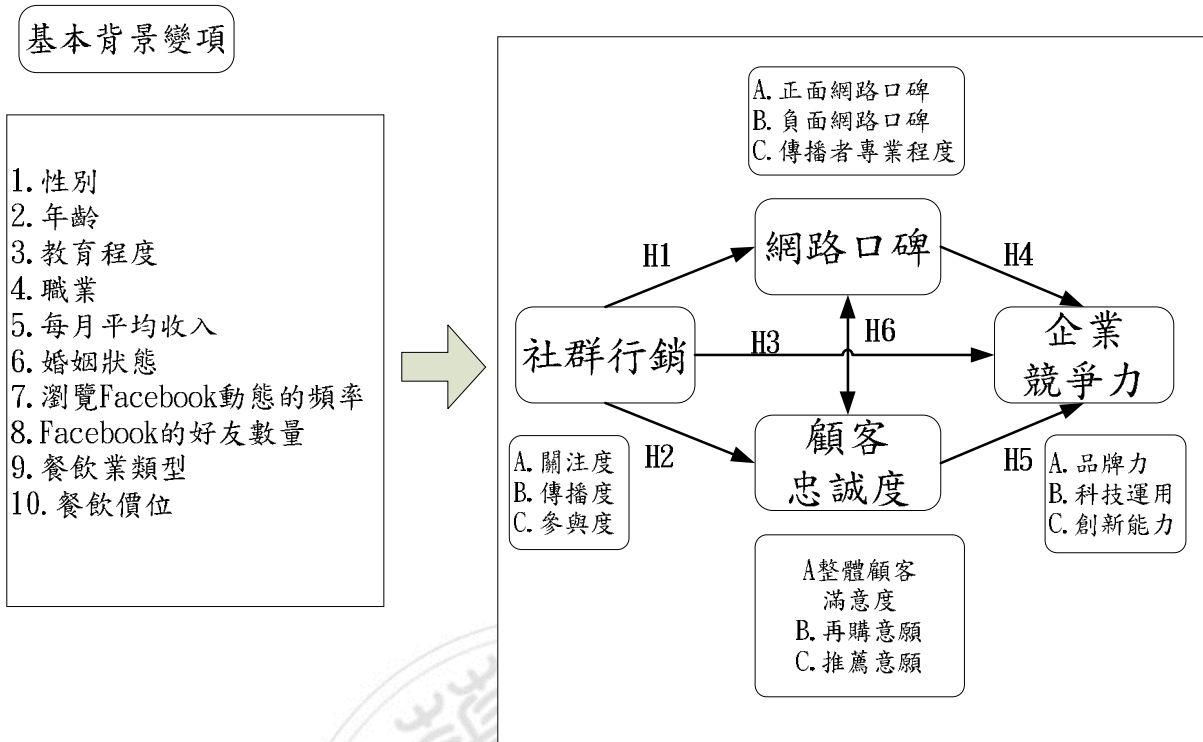 基本背景變項
1.性別
2.年齡
3.教育程度
4.職業
5.每月平均收入
6.婚姻狀態
7.瀏覽Facebook動態的頻率
8.Facebook的好友數量
9.餐飲業類型
10.餐飲價位
A.正面網路口碑
B.負面網路口碑
C.傳播者專業程度
網路口碑
H1
H4
社群行銷
H3
H6
企業
競爭力
H2
顧客
忠誠度
H5
A.關注度
B.傳播度
C.參與度
A.品牌力
B.科技運用
C.創新能力
A整體顧客
滿意度
B.再購意願
C.推薦意願